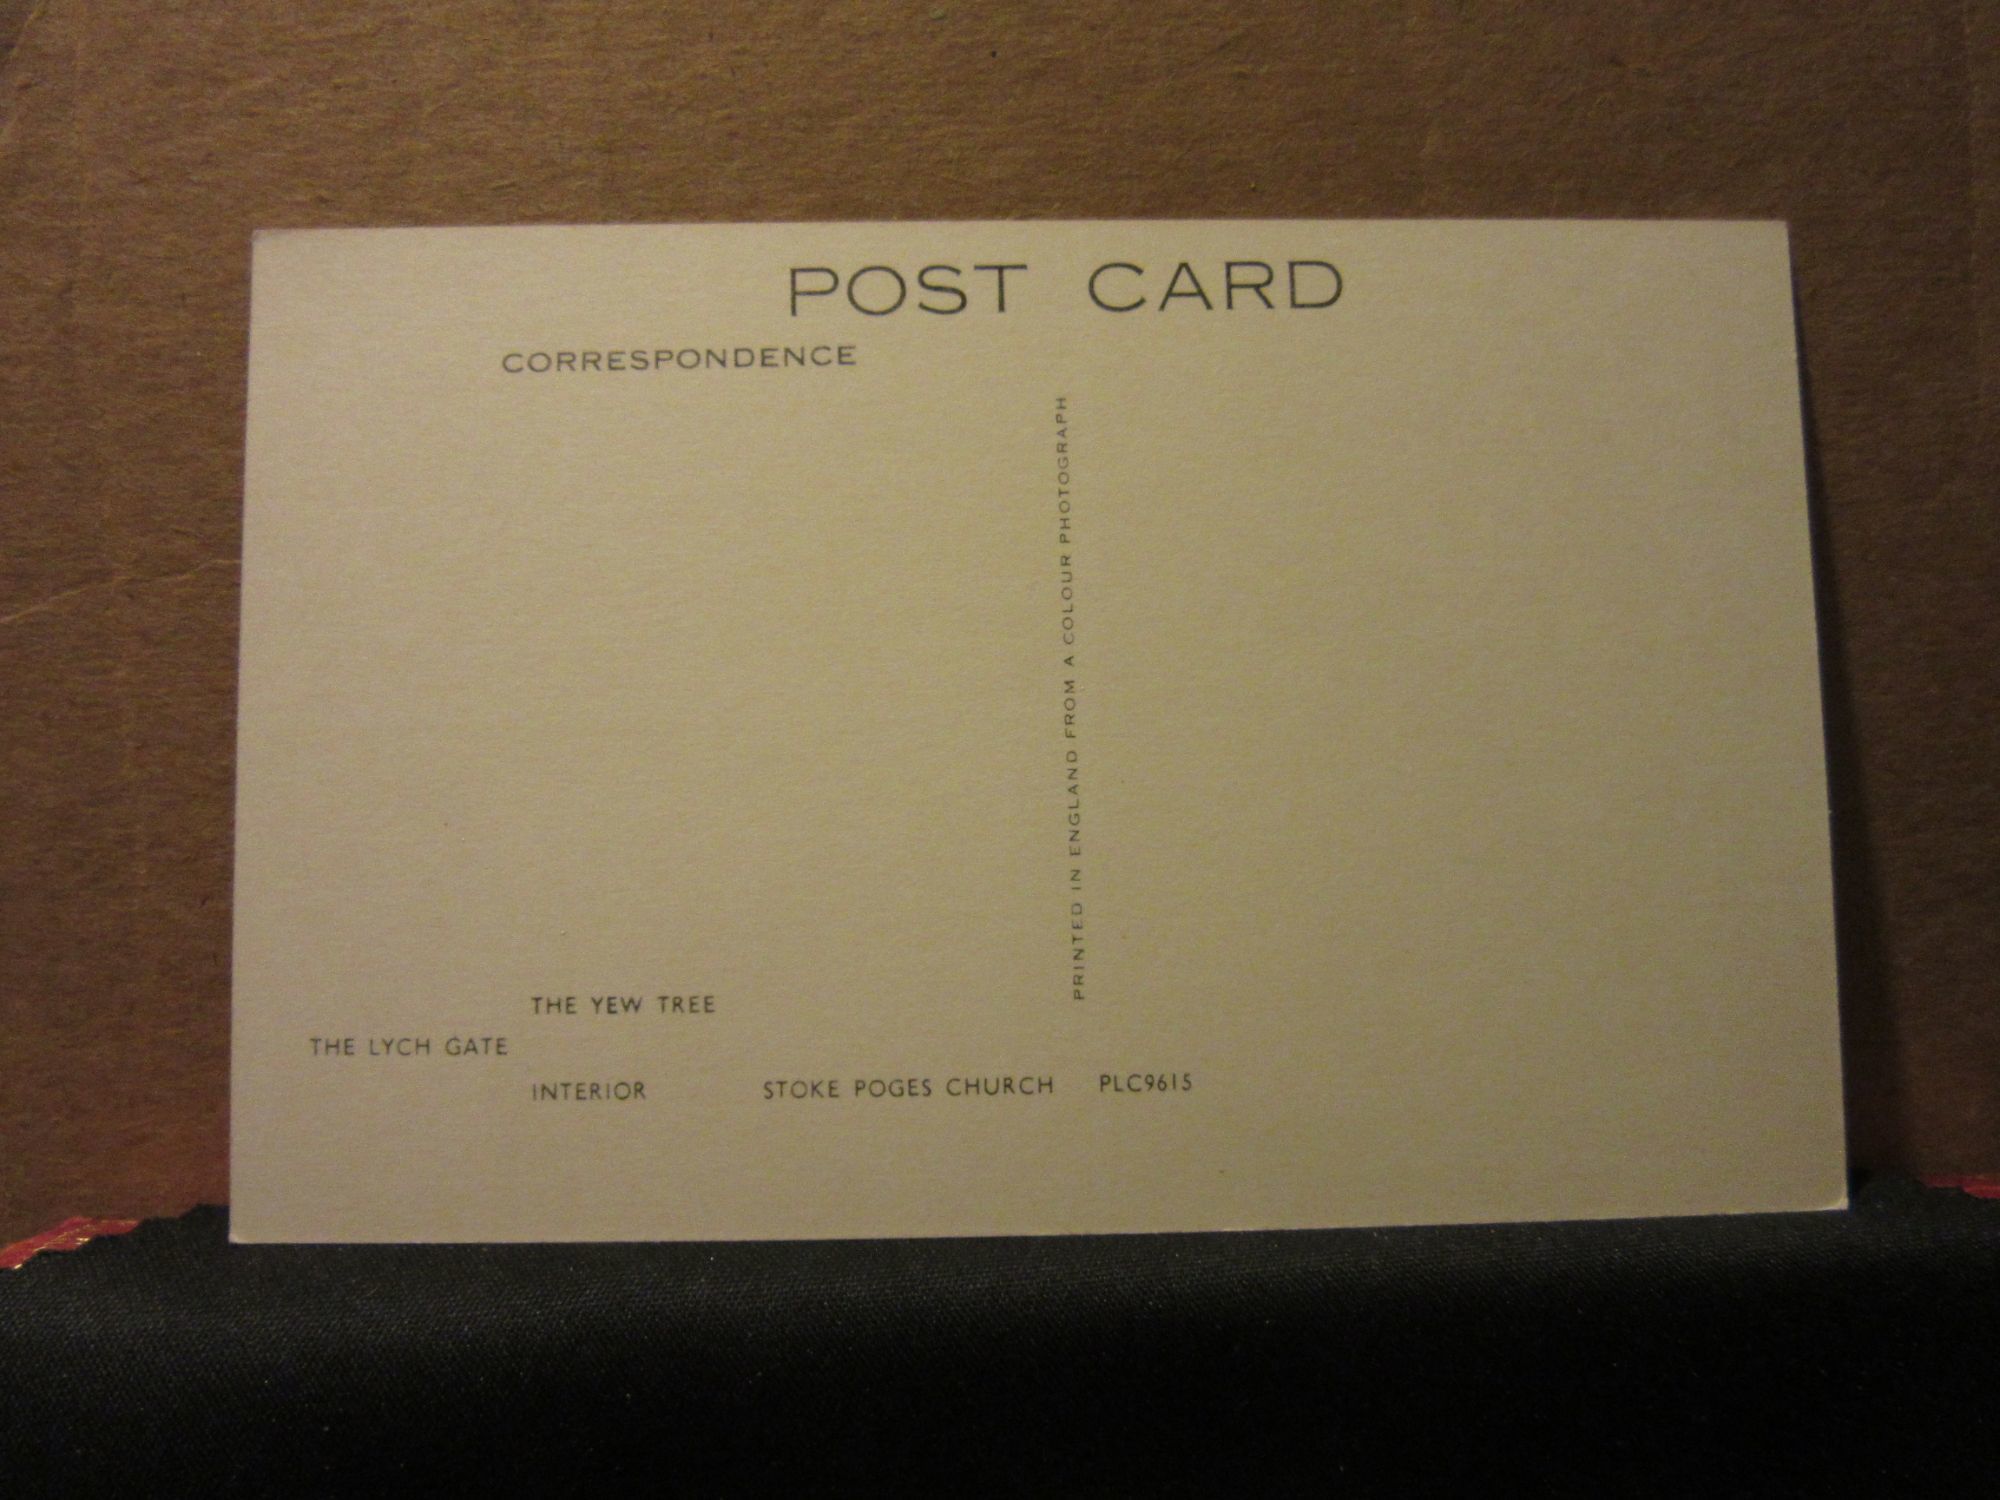 POST CARD
CORRESPONDENCE
PRINTED IN ENGLAND FROM A COLOUR PHOTOGRAPH
THE YEW TREE
THE LYCH GATE
INTERIOR STOKE POGES CHURCH PLC9615